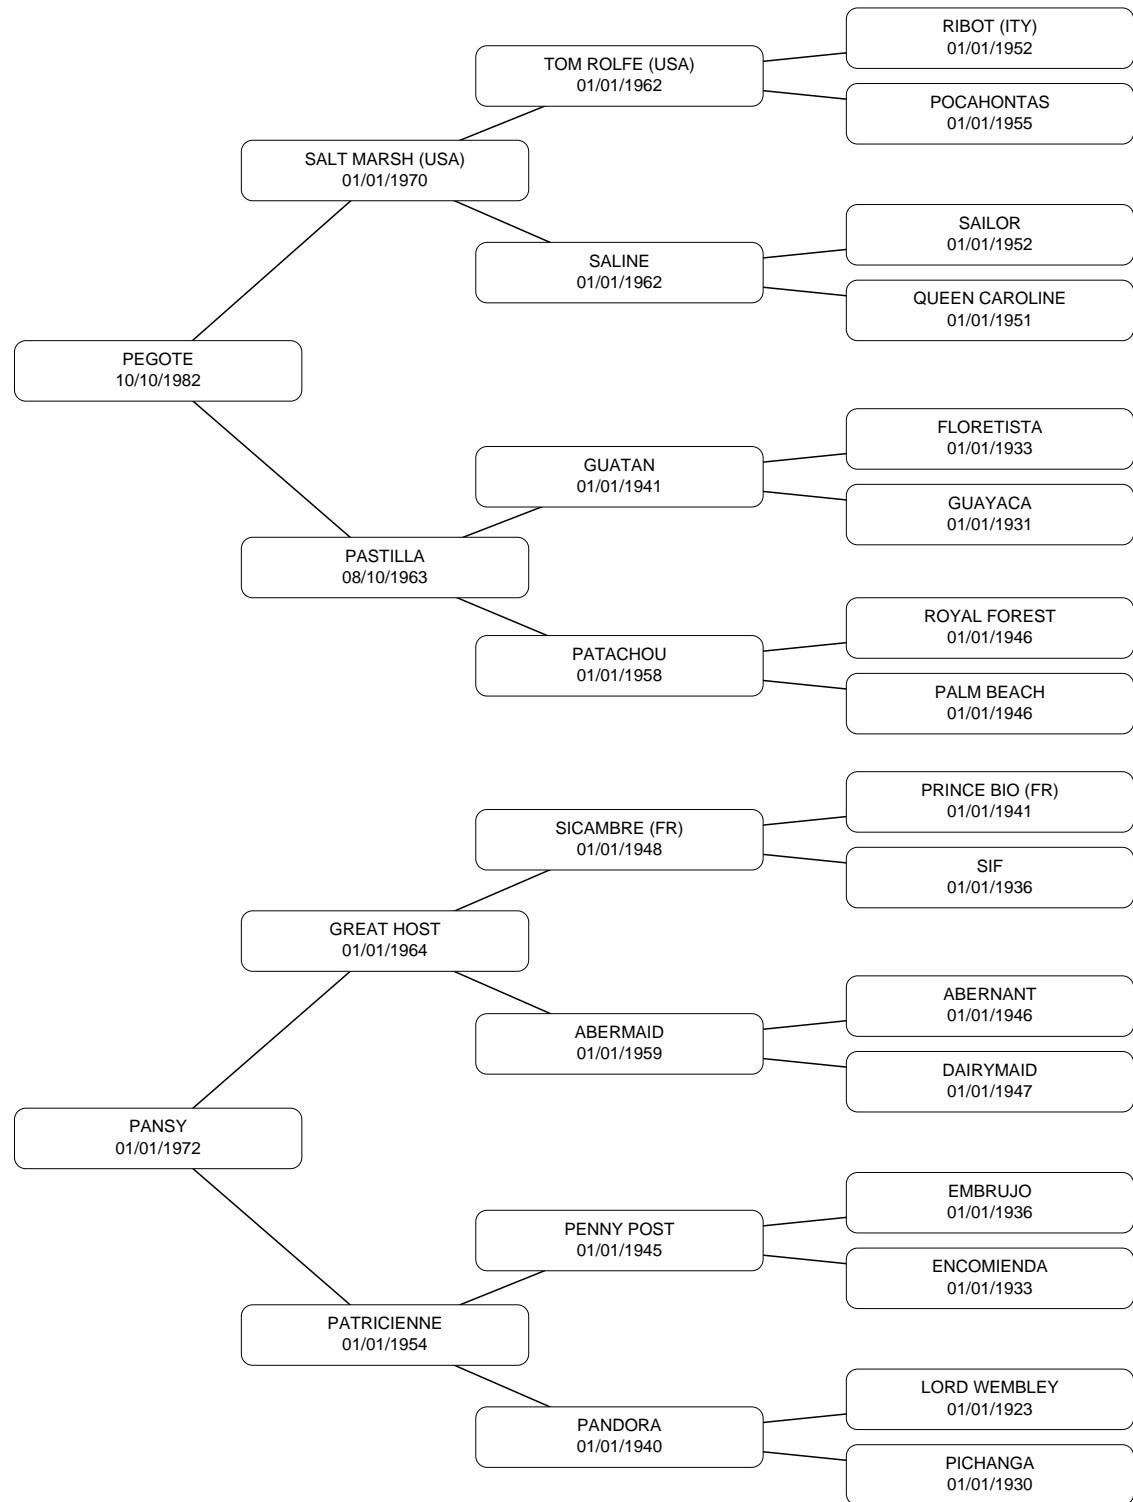 RIBOT (ITY)
01/01/1952
TOM ROLFE (USA)
01/01/1962
POCAHONTAS
01/01/1955
SALT MARSH (USA)
01/01/1970
SAILOR
01/01/1952
SALINE
01/01/1962
QUEEN CAROLINE
01/01/1951
PEGOTE
10/10/1982
FLORETISTA
01/01/1933
GUATAN
01/01/1941
GUAYACA
01/01/1931
PASTILLA
08/10/1963
ROYAL FOREST
01/01/1946
PATACHOU
01/01/1958
PALM BEACH
01/01/1946
PRINCE BIO (FR)
01/01/1941
SICAMBRE (FR)
01/01/1948
SIF
01/01/1936
GREAT HOST
01/01/1964
ABERNANT
01/01/1946
ABERMAID
01/01/1959
DAIRYMAID
01/01/1947
PANSY
01/01/1972
EMBRUJO
01/01/1936
PENNY POST
01/01/1945
ENCOMIENDA
01/01/1933
PATRICIENNE
01/01/1954
LORD WEMBLEY
01/01/1923
PANDORA
01/01/1940
PICHANGA
01/01/1930